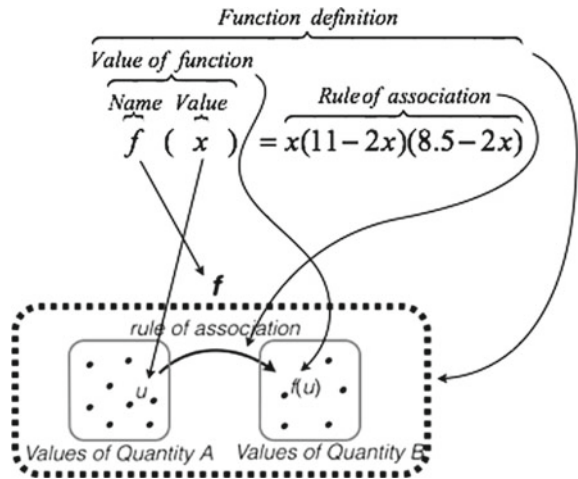 Function definition
Value of function
Name Value
Rule of association
f ( x ) = x(11−2x)(8.5−2x)
f
rule of association
u
f(u)
Values of Quantity A
Values of Quantity B